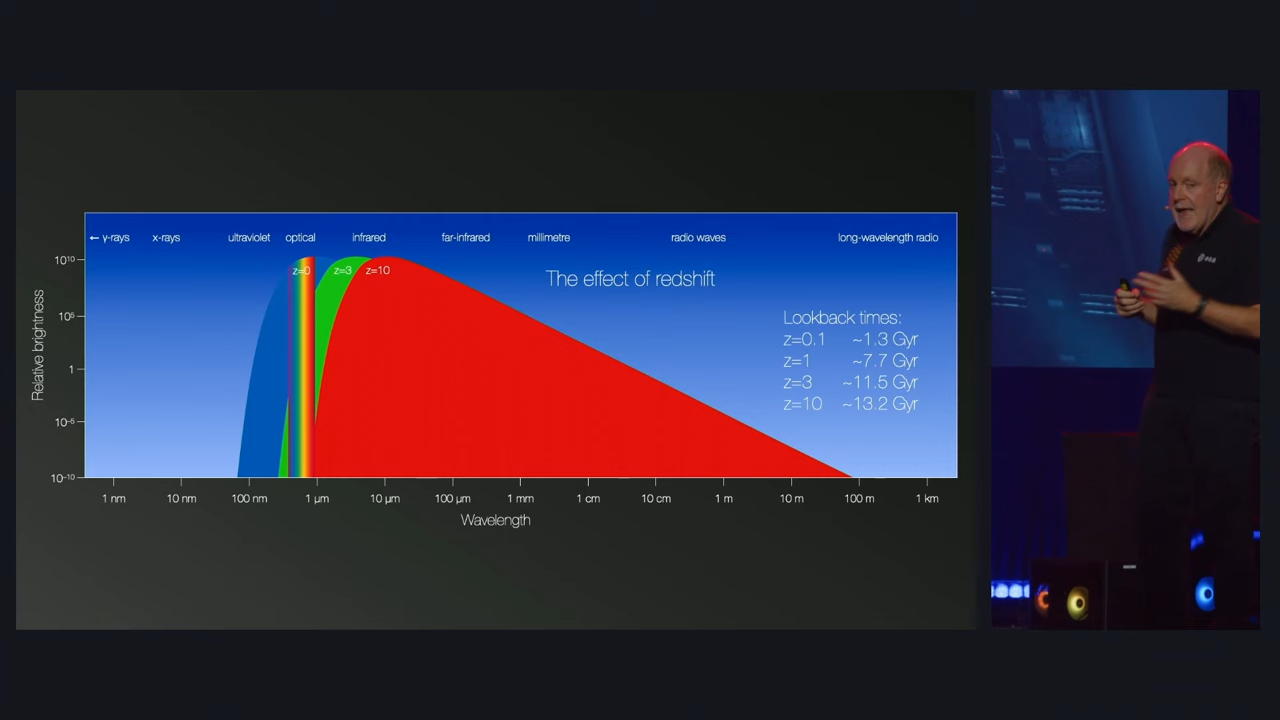 ← γ-rays x-rays ultraviolet optical infrared far-infrared millimetre radio waves long-wavelength radio
z=0 z=3 z=10
The effect of redshift
Lookback times:
z=0.1 ~1.3 Gyr
z=1 ~7.7 Gyr
z=3 ~11.5 Gyr
z=10 ~13.2 Gyr
Relative brightness
10¹⁰
10⁵
1
10⁻⁵
10⁻¹⁰
1 nm 10 nm 100 nm 1 μm 10 μm 100 μm 1 mm 1 cm 10 cm 1 m 10 m 100 m 1 km
Wavelength
esa